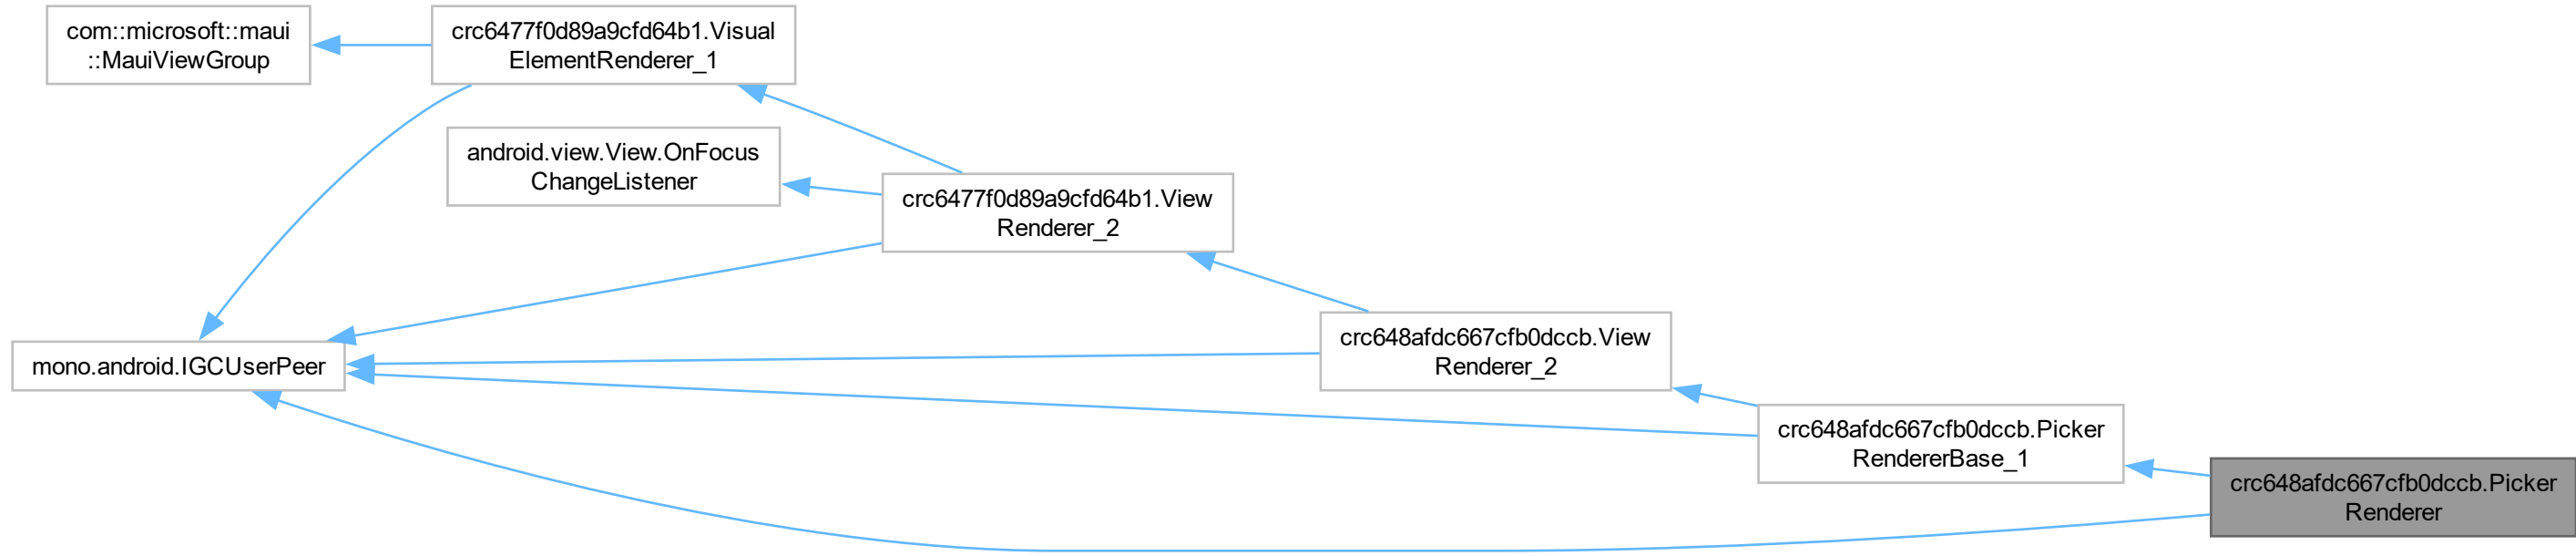 com::microsoft::maui
::MauiViewGroup
crc6477f0d89a9cfd64b1.Visual
ElementRenderer_1
android.view.View.OnFocus
ChangeListener
crc6477f0d89a9cfd64b1.View
Renderer_2
mono.android.IGCUserPeer
crc648afdc667cfb0dccb.View
Renderer_2
crc648afdc667cfb0dccb.Picker
RendererBase_1
crc648afdc667cfb0dccb.Picker
Renderer